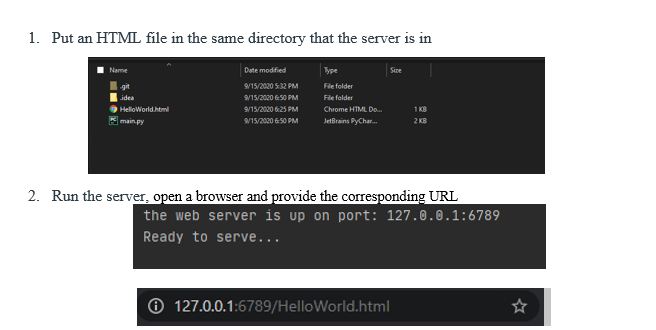 1. Put an HTML file in the same directory that the server is in
Name Date modified Type Size
.git 9/15/2020 5:32 PM File folder
.idea 9/15/2020 6:50 PM File folder
HelloWorld.html 9/15/2020 6:25 PM Chrome HTML Do... 1 KB
main.py 9/15/2020 6:50 PM JetBrains PyChar... 2 KB
2. Run the server, open a browser and provide the corresponding URL
the web server is up on port: 127.0.0.1:6789
Ready to serve...
127.0.0.1:6789/HelloWorld.html